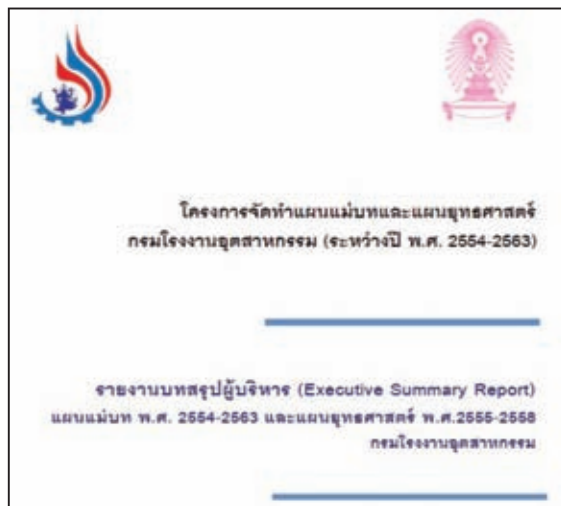 โครงการจัดทำแผนแม่บทและแผนยุทธศาสตร์
กรมโรงงานอุตสาหกรรม (ระหว่างปี พ.ศ. 2554-2563)
รายงานบทสรุปผู้บริหาร (Executive Summary Report)
แผนแม่บท พ.ศ. 2554-2563 และแผนยุทธศาสตร์ พ.ศ.2555-2558
กรมโรงงานอุตสาหกรรม